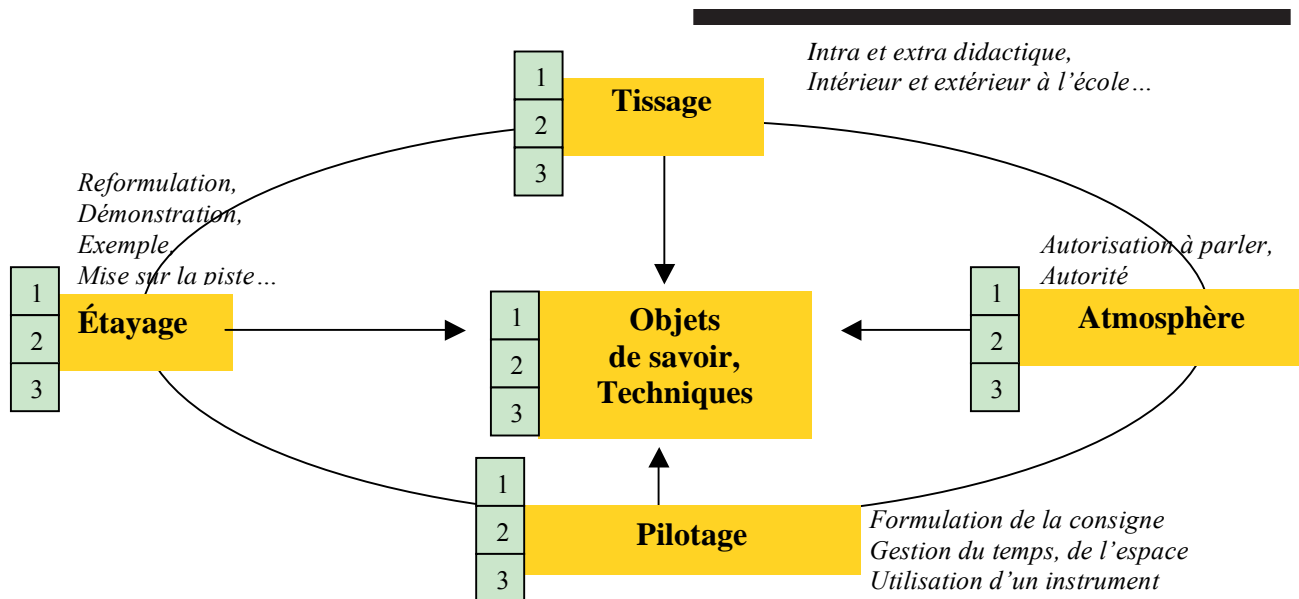 Intra et extra didactique,
Intérieur et extérieur à l'école…
1
2
3
Tissage
Reformulation,
Démonstration,
Exemple,
Mise sur la piste…
1
2
3
Étayage
1
2
3
Objets
de savoir,
Techniques
Autorisation à parler,
Autorité
1
2
3
Atmosphère
1
2
3
Pilotage
Formulation de la consigne
Gestion du temps, de l'espace
Utilisation d'un instrument